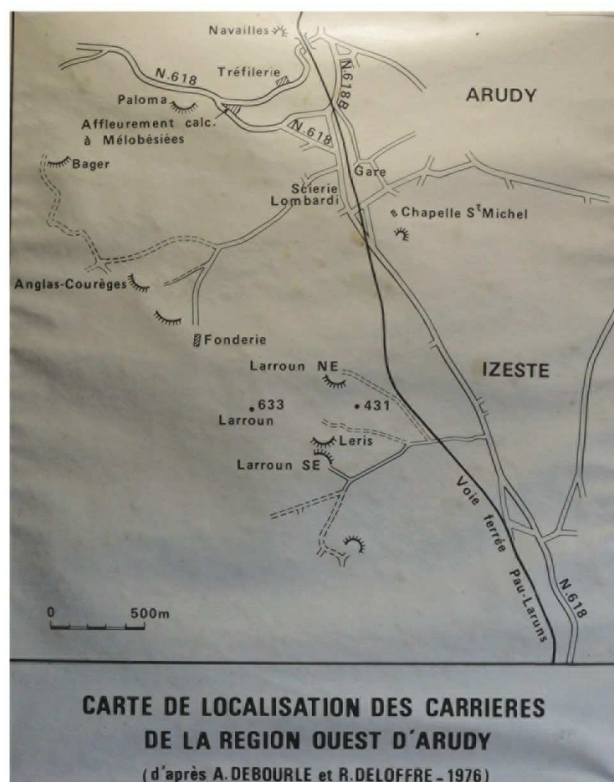 Navailles
N.618
Tréfilerie
N.618B
ARUDY
Paloma
Affleurement calc.
à Mélobésiées
N.618
Bager
Gare
Scierie
Lombardi
Chapelle St Michel
Anglas-Courèges
Fonderie
IZESTE
Larroun NE
633
431
Larroun
Leris
Larroun SE
Voie ferrée Pau-Laruns
N.618
0 500m
CARTE DE LOCALISATION DES CARRIERES
DE LA REGION OUEST D'ARUDY
(d'après A.DEBOURLE et R.DELOFFRE-1976)